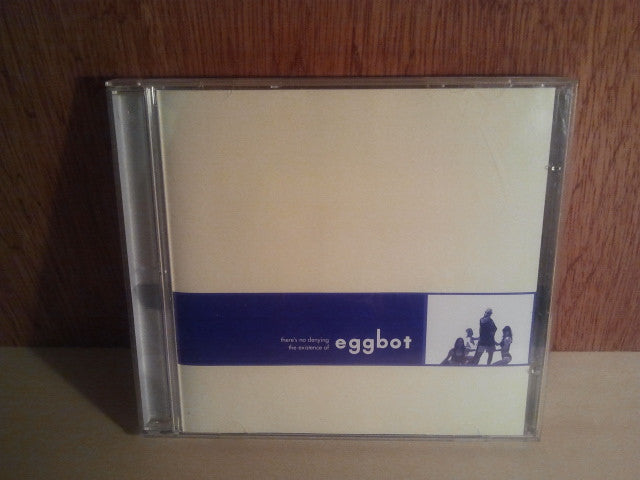 there's no denying
the existence of eggbot